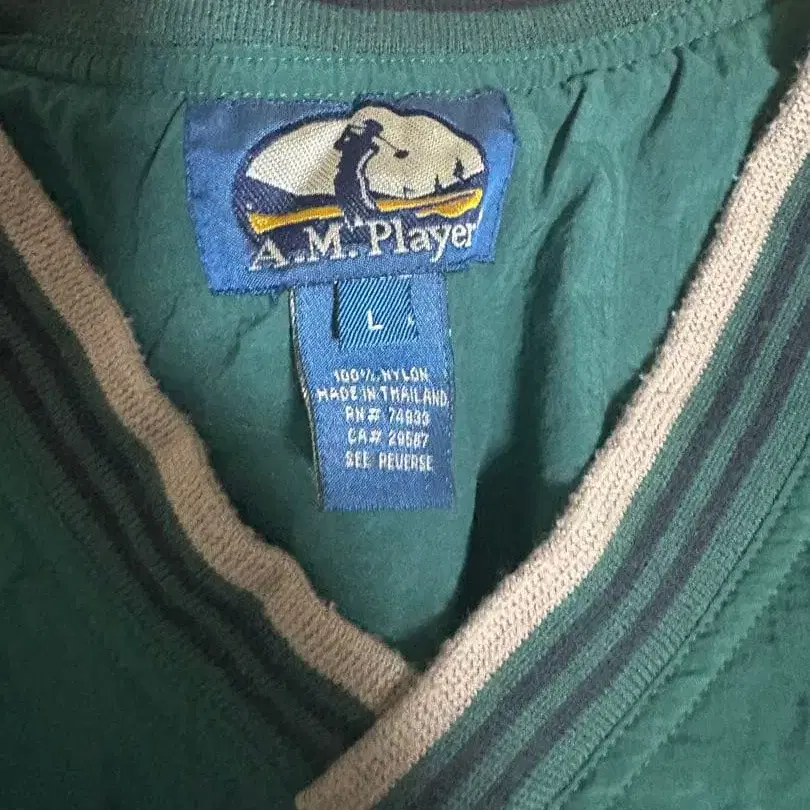 A.M. Player
L
100% NYLON
MADE IN THAILAND
RN# 74933
CA# 29587
SEE REVERSE